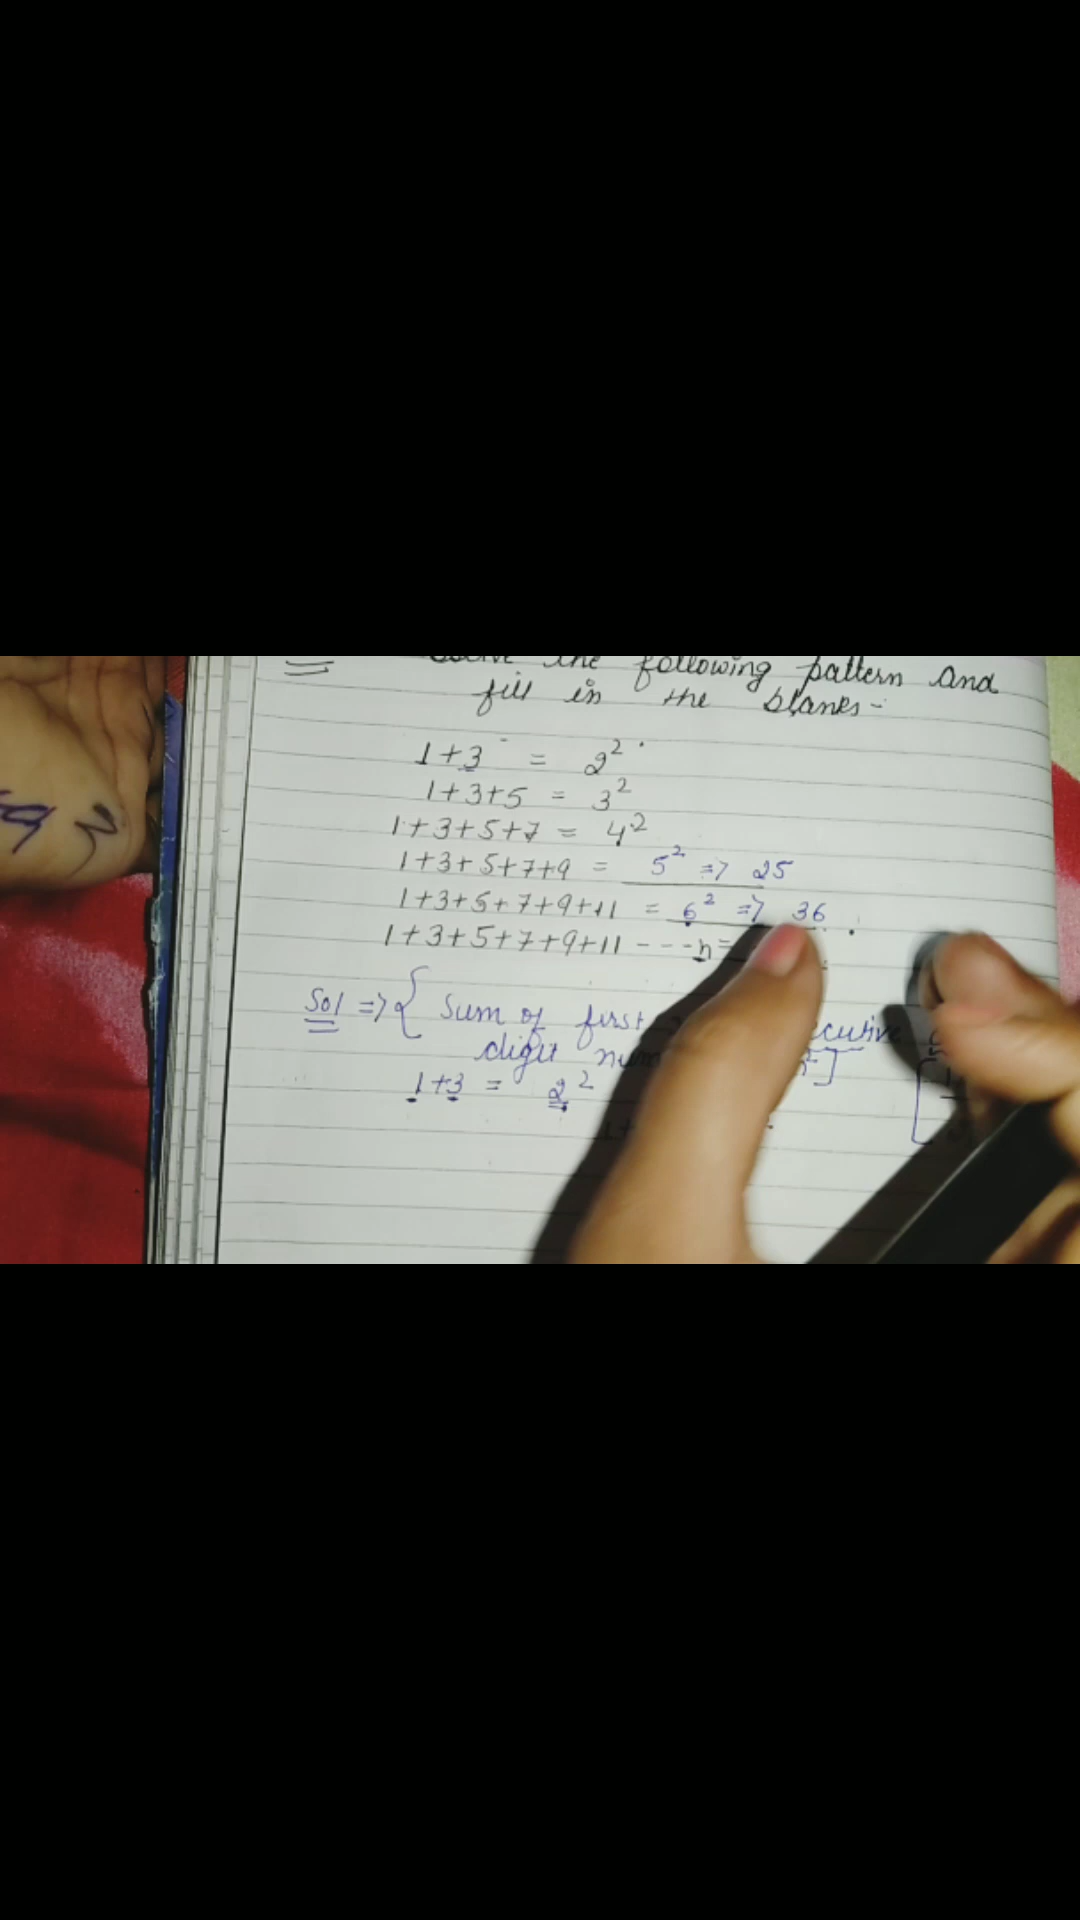 the following pattern and
fill in the blanks-
1+3 = 2²
1+3+5 = 3²
1+3+5+7 = 4²
1+3+5+7+9 = 5² => 25
1+3+5+7+9+11 = 6² => 36
1+3+5+7+9+11 ----n=
Sol => { Sum of first
digit
1+3 = 2²